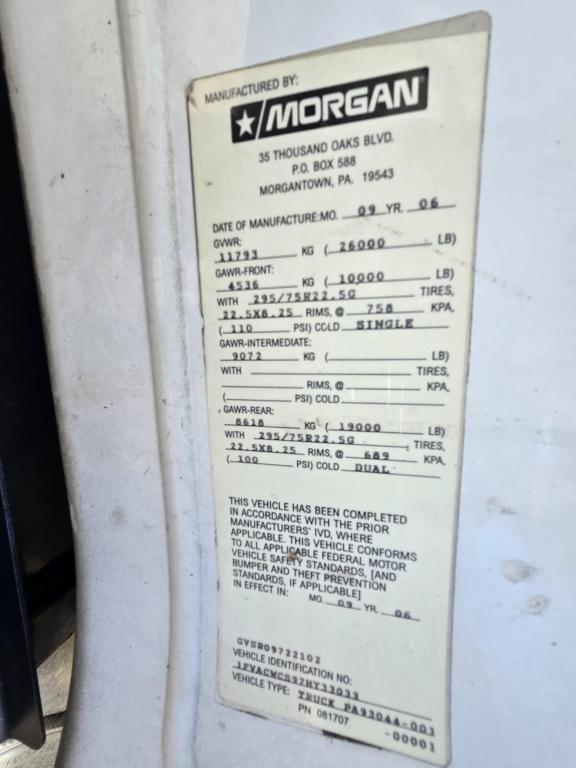 MANUFACTURED BY:
MORGAN
35 THOUSAND OAKS BLVD.
P.O. BOX 588
MORGANTOWN, PA. 19543
DATE OF MANUFACTURE:MO. 09 YR. 06
GVWR:
11793 KG ( 26000 LB)
GAWR-FRONT:
4536 KG ( 10000 LB)
WITH 295/75R22.5G TIRES,
22.5X8.25 RIMS, @ 758 KPA,
( 110 PSI) COLD SINGLE
GAWR-INTERMEDIATE:
9072 KG ( LB)
WITH TIRES,
RIMS, @ KPA,
( PSI) COLD
GAWR-REAR:
8618 KG ( 19000 LB)
WITH 295/75R22.5G TIRES,
22.5X8.25 RIMS, @ 689 KPA,
( 100 PSI) COLD DUAL
THIS VEHICLE HAS BEEN COMPLETED
IN ACCORDANCE WITH THE PRIOR
MANUFACTURERS' IVD, WHERE
APPLICABLE. THIS VEHICLE CONFORMS
TO ALL APPLICABLE FEDERAL MOTOR
VEHICLE SAFETY STANDARDS, [AND
BUMPER AND THEFT PREVENTION
STANDARDS, IF APPLICABLE]
IN EFFECT IN: MO. 09 YR. 06
GVSR09722102
VEHICLE IDENTIFICATION NO:
1FVACWCS97HY33033
VEHICLE TYPE: TRUCK PA93044-001
PN 081707 -00001